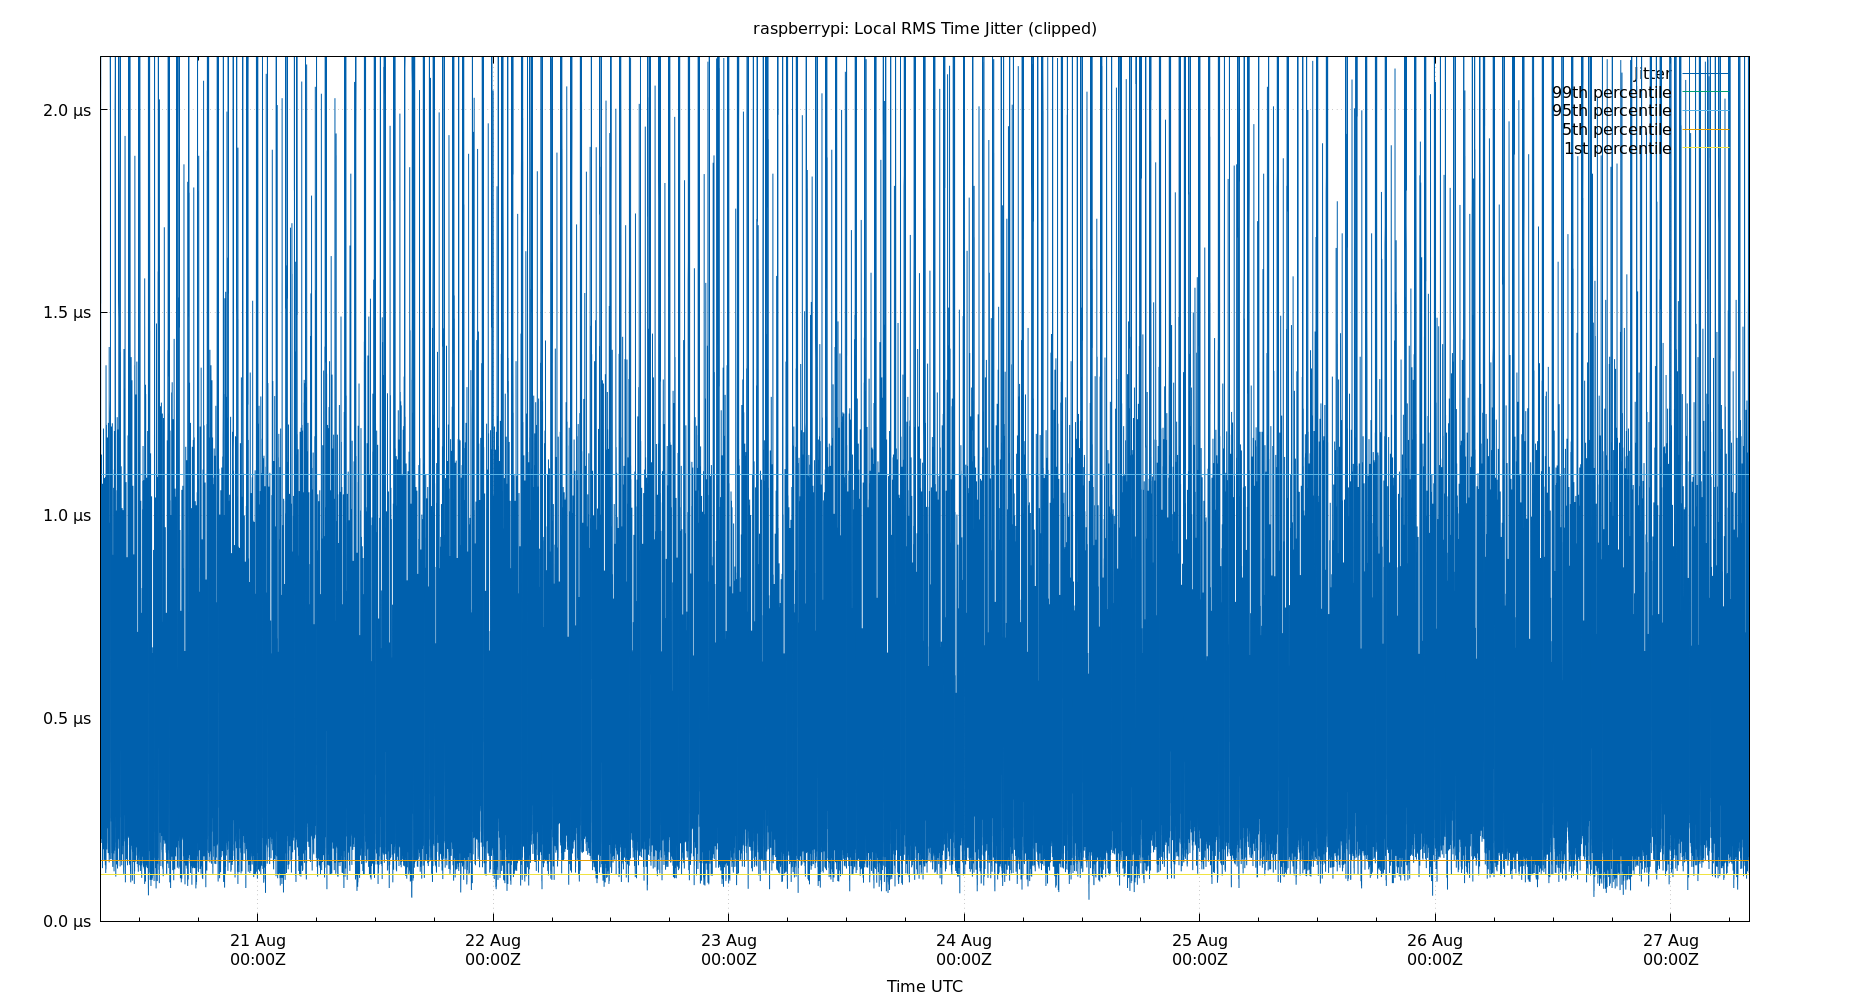 raspberrypi: Local RMS Time Jitter (clipped)
jitter
99th percentile
95th percentile
5th percentile
1st percentile
2.0 µs
1.5 µs
1.0 µs
0.5 µs
0.0 µs
21 Aug 22 Aug 23 Aug 24 Aug 25 Aug 26 Aug 27 Aug
00:00Z 00:00Z 00:00Z 00:00Z 00:00Z 00:00Z 00:00Z
Time UTC